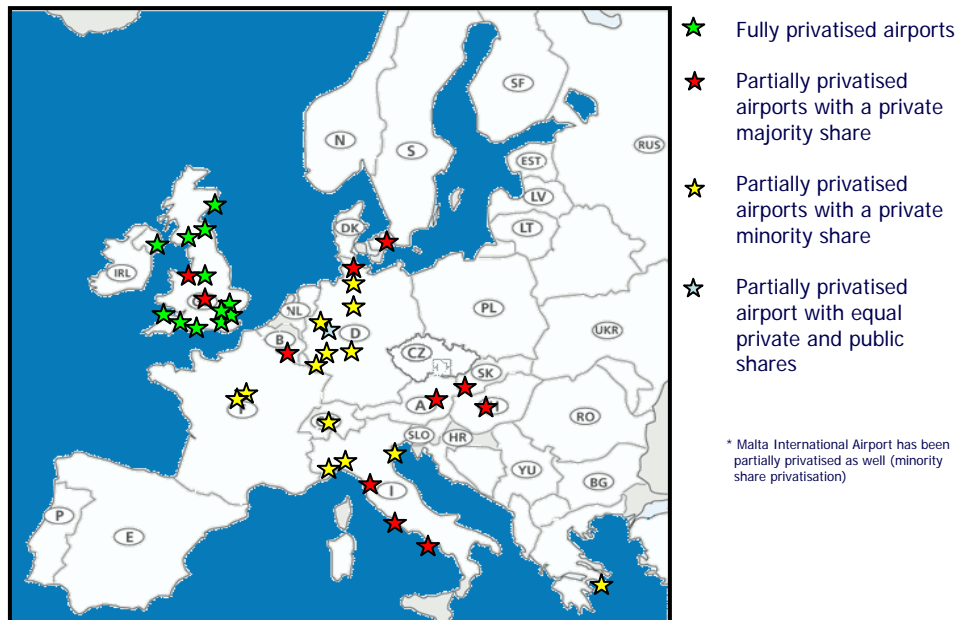 SF
N
S
RUS
EST
LV
LT
DK
IRL
NL
PL
B
D
UKR
CZ
SK
A
RO
SLO
HR
YU
BG
I
P
E
Fully privatised airports
Partially privatised
airports with a private
majority share
Partially privatised
airports with a private
minority share
Partially privatised
airport with equal
private and public
shares
* Malta International Airport has been
partially privatised as well (minority
share privatisation)